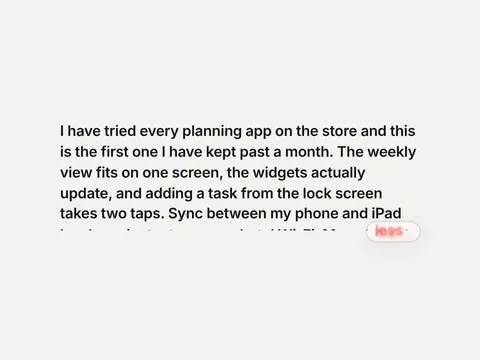 I have tried every planning app on the store and this
is the first one I have kept past a month. The weekly
view fits on one screen, the widgets actually
update, and adding a task from the lock screen
takes two taps. Sync between my phone and iPad
less